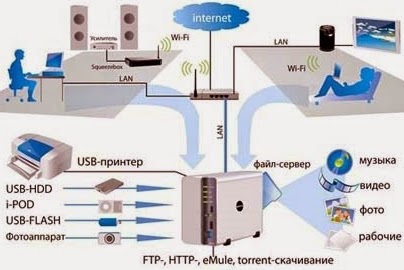 internet
Усилитель
Wi-Fi
Squeezebox
LAN
LAN
Wi-Fi
LAN
USB-принтер
файл-сервер
музыка
USB-HDD
видео
i-POD
фото
USB-FLASH
рабочие
Фотоаппарат
FTP-, HTTP-, eMule, torrent-скачивание